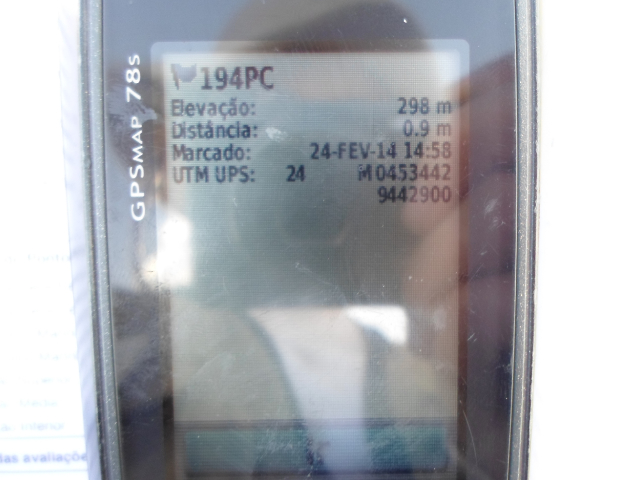 GPSMAP 78s
194PC
Elevação: 298 m
Distância: 0.9 m
Marcado: 24-FEV-14 14:58
UTM UPS: 24 M 0453442
9442900
das avaliaçõe